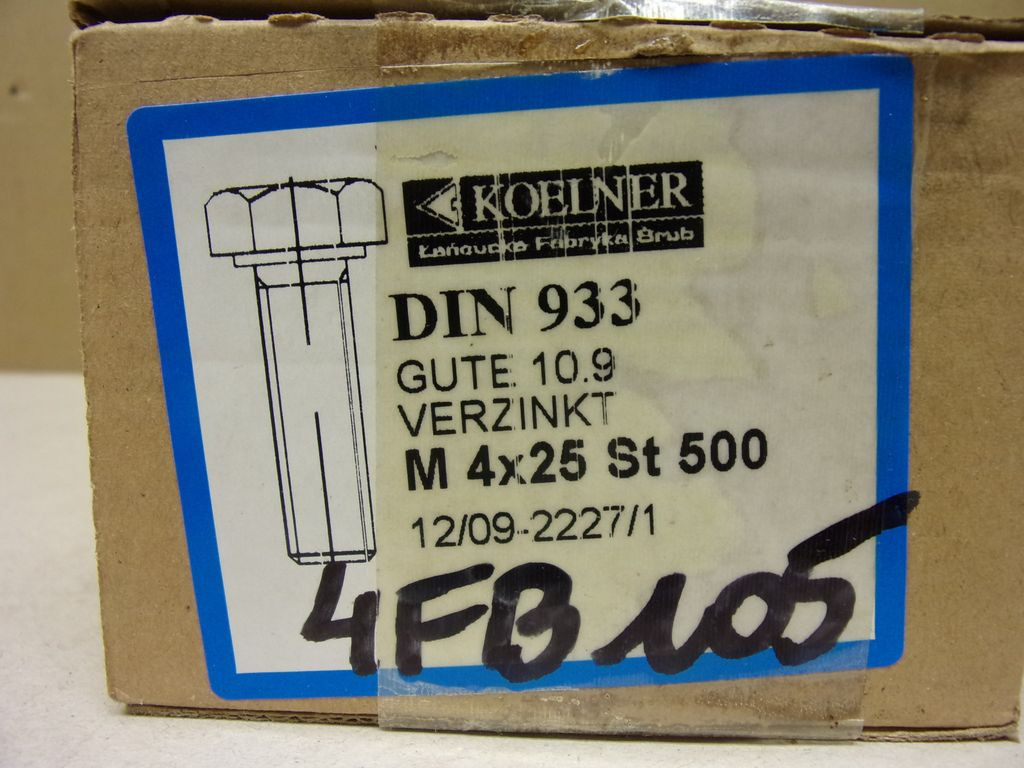 KOELNER
Łańcucka Fabryka Śrub
DIN 933
GUTE 10.9
VERZINKT
M 4x25 St 500
12/09-2227/1
4FB105